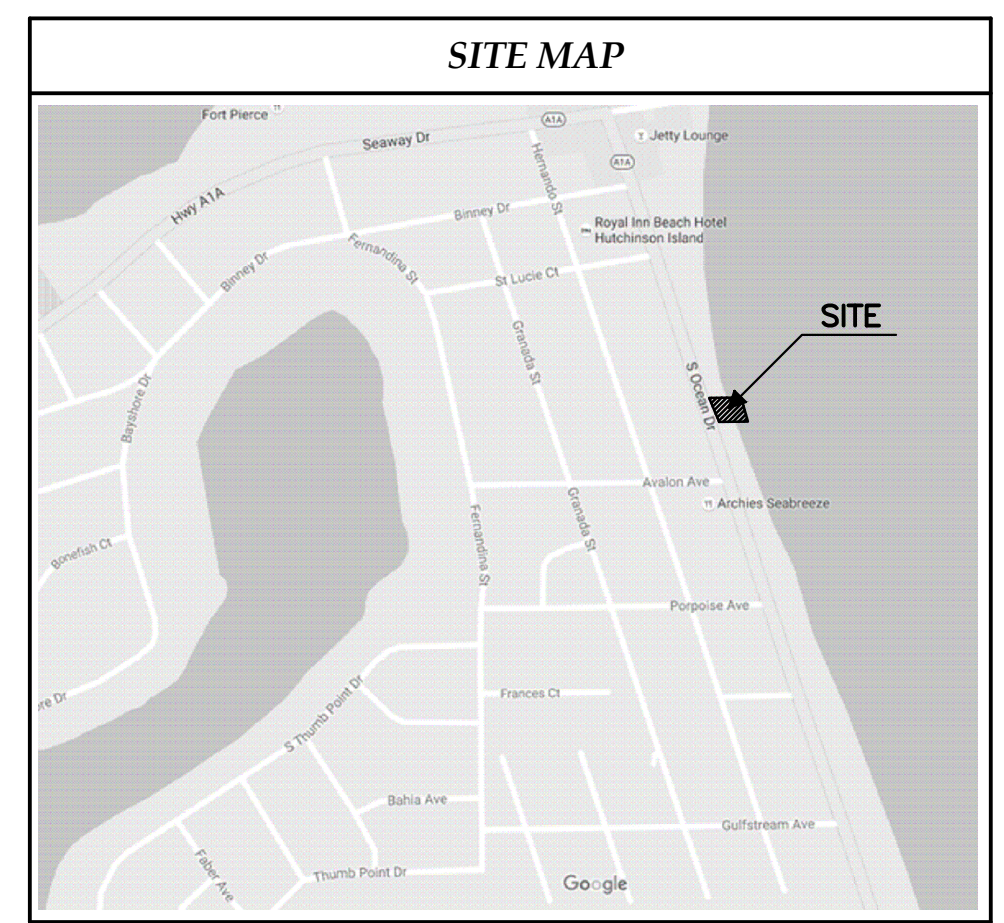 SITE MAP
Fort Pierce
A1A
Seaway Dr
Jetty Lounge
A1A
Hwy A1A
Hernando St
Binney Dr
Royal Inn Beach Hotel
Hutchinson Island
Fernandina St
Binney Dr
St Lucie Ct
SITE
Granada St
S Ocean Dr
Bayshore Dr
Avalon Ave
Archies Seabreeze
Granada St
Fernandina St
Bonefish Ct
Porpoise Ave
re Dr
Frances Ct
S Thumb Point Dr
Bahia Ave
Gulfstream Ave
Faber Ave
Thumb Point Dr
Google